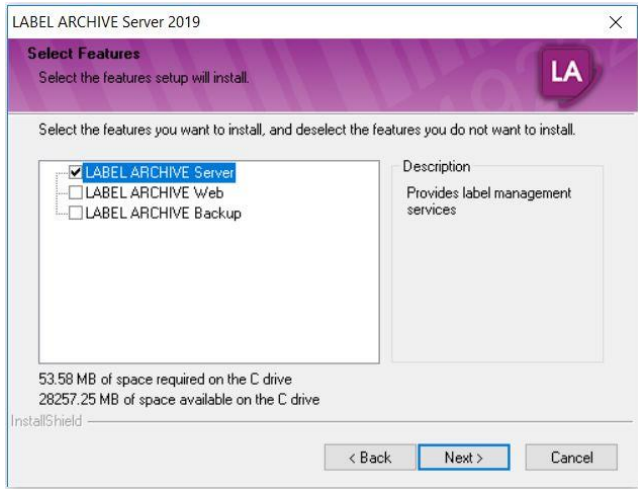 LABEL ARCHIVE Server 2019
Select Features
Select the features setup will install.
LA
Select the features you want to install, and deselect the features you do not want to install.
LABEL ARCHIVE Server
LABEL ARCHIVE Web
LABEL ARCHIVE Backup
Description
Provides label management
services
53.58 MB of space required on the C drive
28257.25 MB of space available on the C drive
InstallShield
< Back
Next >
Cancel